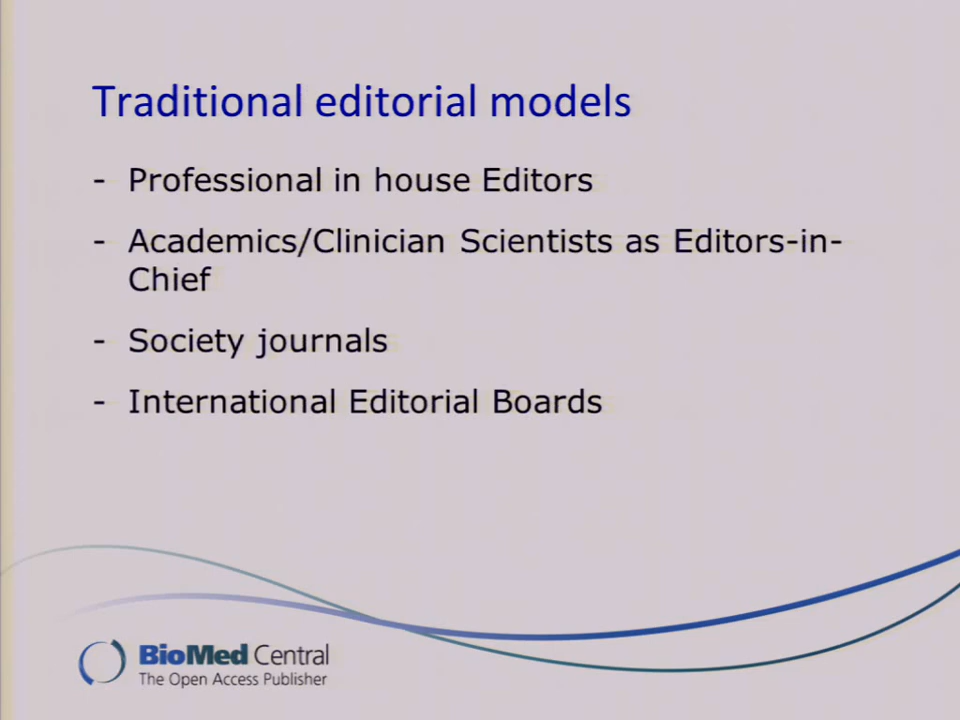 Traditional editorial models
- Professional in house Editors
- Academics/Clinician Scientists as Editors-in-
Chief
- Society journals
- International Editorial Boards
BioMed Central
The Open Access Publisher